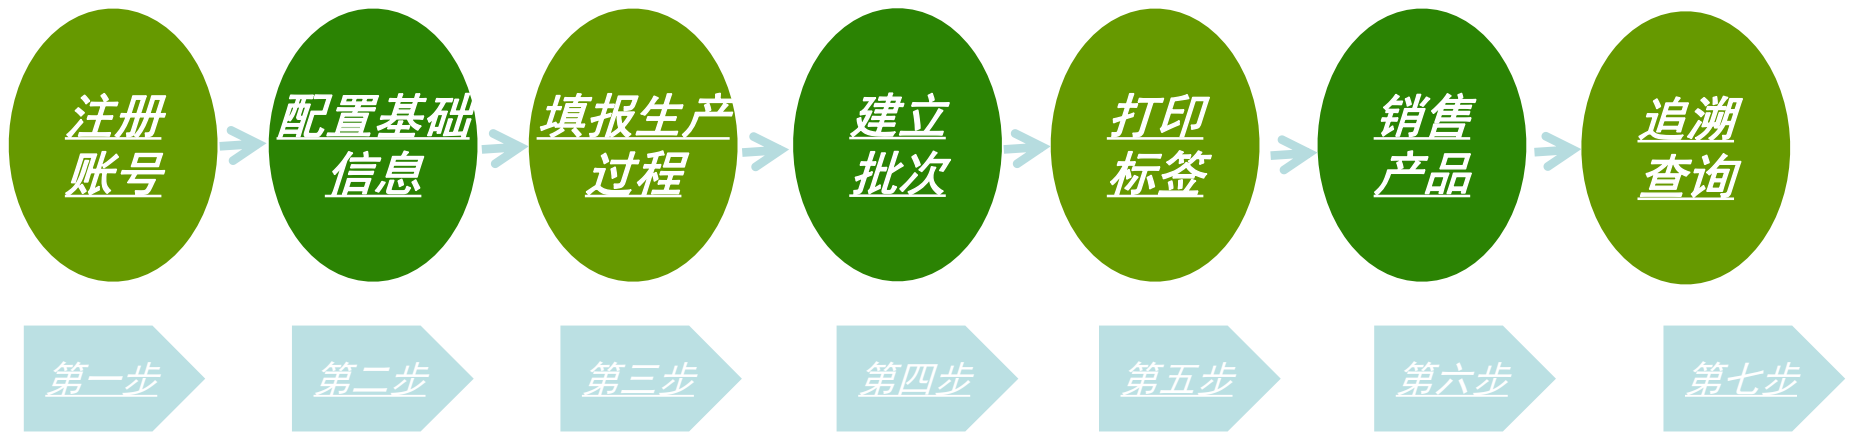 注册
账号
配置基础
信息
填报生产
过程
建立
批次
打印
标签
销售
产品
追溯
查询
第一步
第二步
第三步
第四步
第五步
第六步
第七步